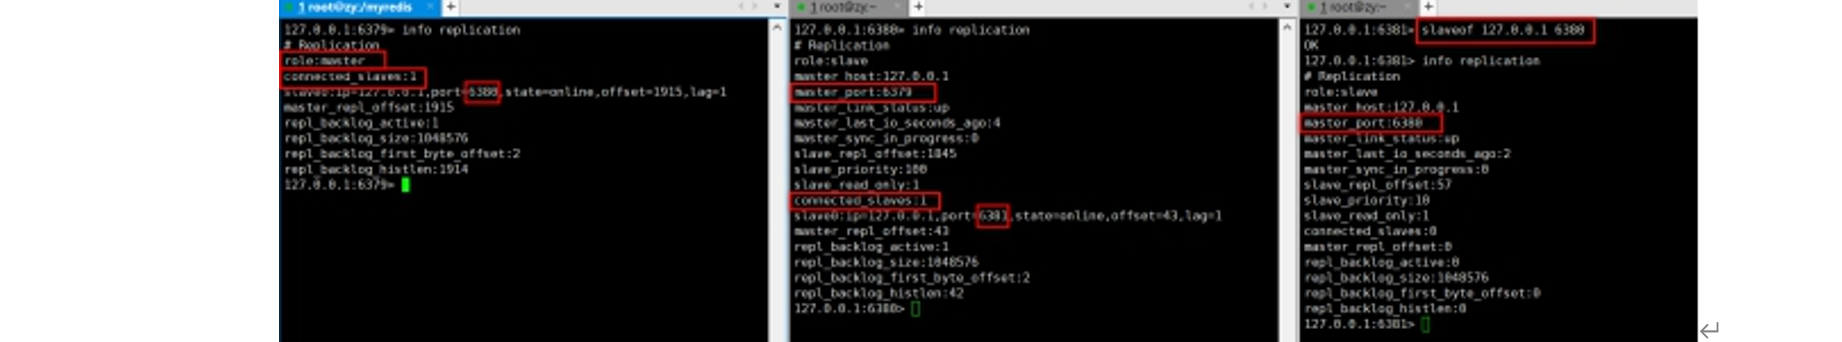 1 root@zy:/myredis
127.0.0.1:6379> info replication
# Replication
role:master
connected_slaves:1
slave0:ip=127.0.0.1,port=6380,state=online,offset=1915,lag=1
master_repl_offset:1915
repl_backlog_active:1
repl_backlog_size:1048576
repl_backlog_first_byte_offset:2
repl_backlog_histlen:1914
127.0.0.1:6379>
1 root@zy:~
127.0.0.1:6380> info replication
# Replication
role:slave
master_host:127.0.0.1
master_port:6379
master_link_status:up
master_last_io_seconds_ago:4
master_sync_in_progress:0
slave_repl_offset:1845
slave_priority:100
slave_read_only:1
connected_slaves:1
slave0:ip=127.0.0.1,port=6381,state=online,offset=43,lag=1
master_repl_offset:43
repl_backlog_active:1
repl_backlog_size:1048576
repl_backlog_first_byte_offset:2
repl_backlog_histlen:42
127.0.0.1:6380>
1 root@zy:~
127.0.0.1:6381> slaveof 127.0.0.1 6380
OK
127.0.0.1:6381> info replication
# Replication
role:slave
master_host:127.0.0.1
master_port:6380
master_link_status:up
master_last_io_seconds_ago:2
master_sync_in_progress:0
slave_repl_offset:57
slave_priority:10
slave_read_only:1
connected_slaves:0
master_repl_offset:0
repl_backlog_active:0
repl_backlog_size:1048576
repl_backlog_first_byte_offset:0
repl_backlog_histlen:0
127.0.0.1:6381>